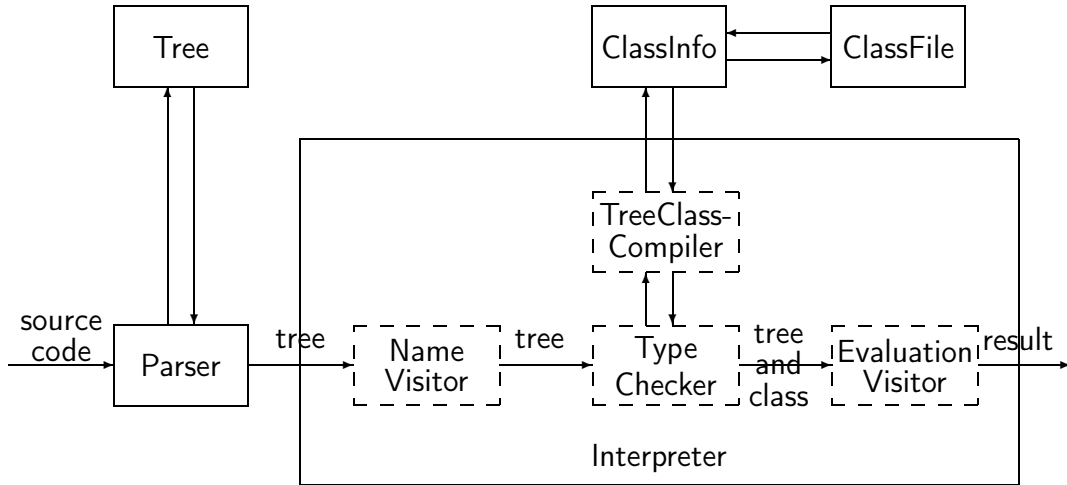 Tree
ClassInfo
ClassFile
TreeClass-
Compiler
source
code
Parser
tree
Name
Visitor
tree
Type
Checker
tree
and
class
Evaluation
Visitor
result
Interpreter